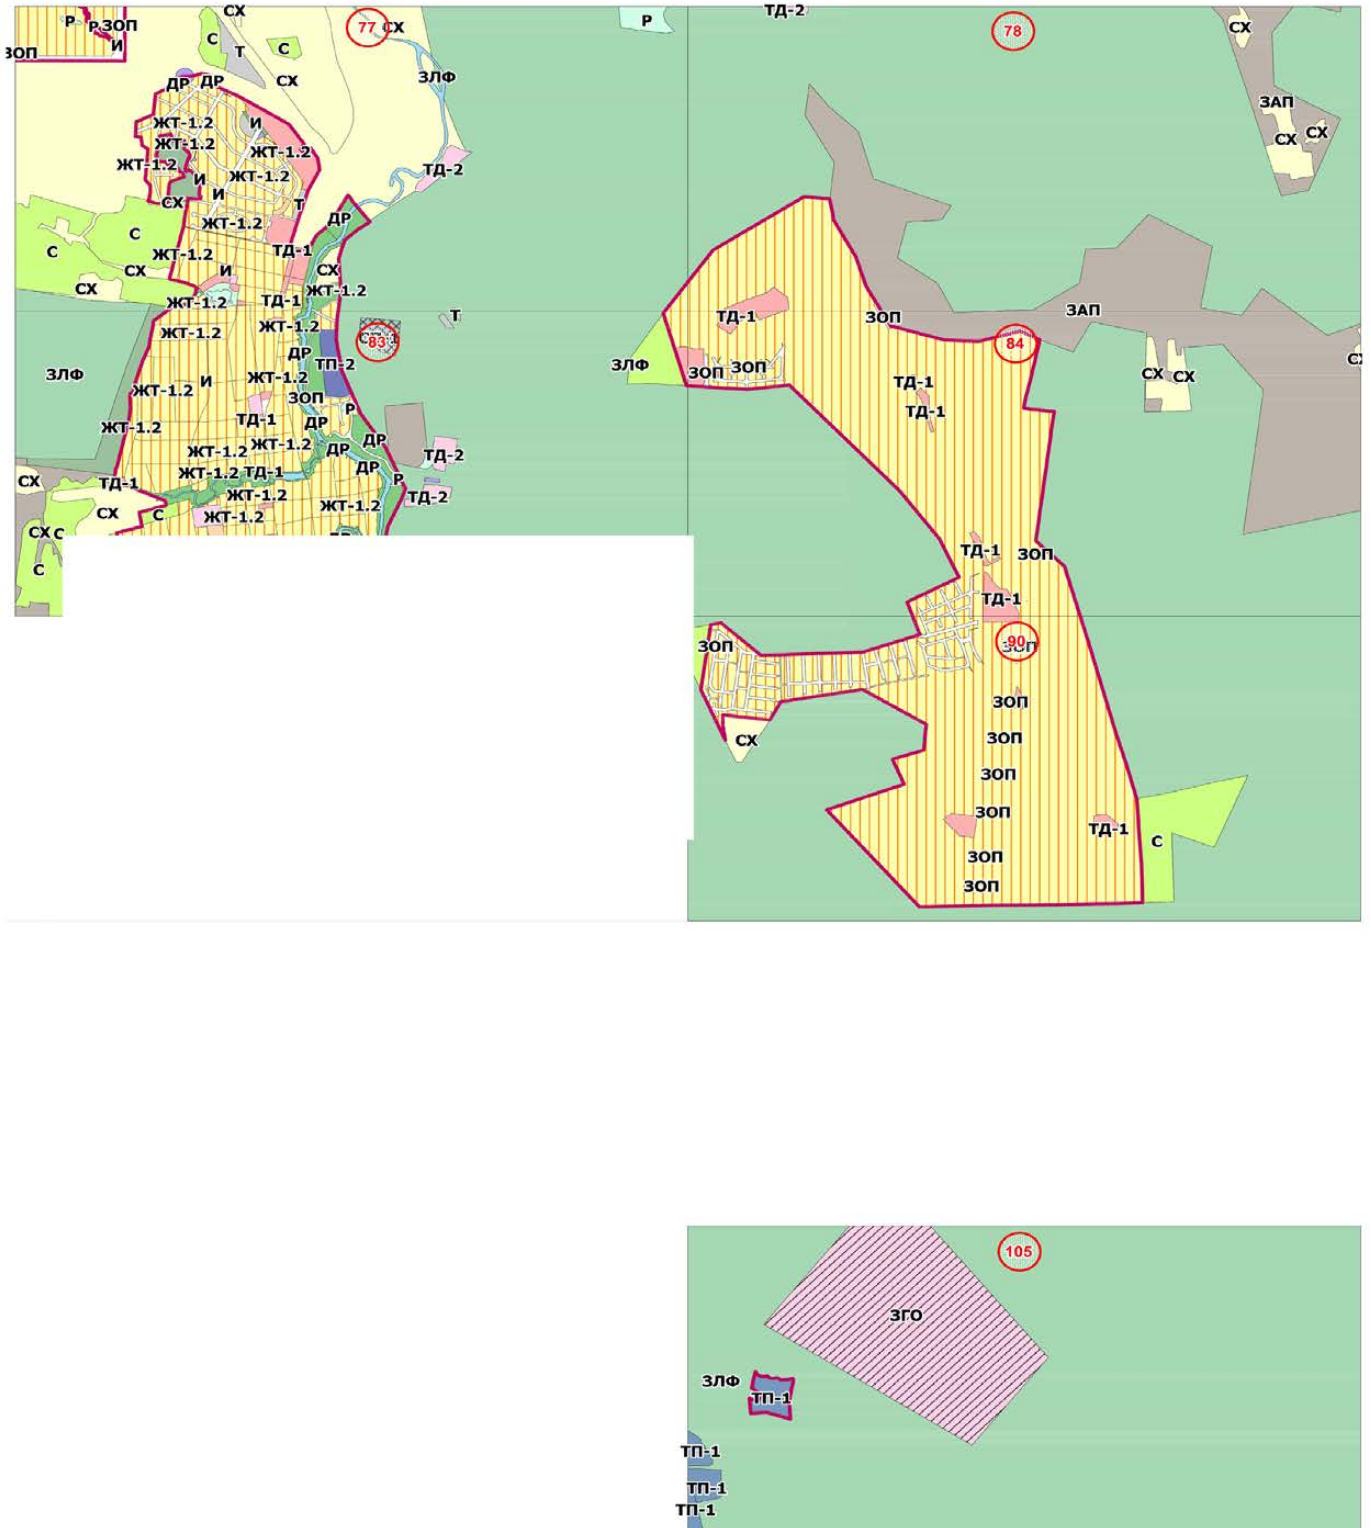 Р
Р
ЗОП
И
ЗОП
СХ
77
СХ
Р
ТД-2
78
СХ
С
Т
С
СХ
ЗЛФ
ДР
ДР
ЗАП
СХ
СХ
ЖТ-1.2
И
ЖТ-1.2
ЖТ-1.2
ЖТ-1.2
ЖТ-1.2
ТД-2
И
И
СХ
Т
ДР
ЖТ-1.2
С
С
ЖТ-1.2
ТД-1
СХ
И
СХ
СХ
ЖТ-1.2
ЖТ-1.2
ТД-1
ЖТ-1.2
ЖТ-1.2
Т
ТД-1
ЗОП
ЗАП
83
84
ДР
ТП-2
ЗЛФ
ЗОП
ЗОП
ЗЛФ
И
ЖТ-1.2
ЖТ-1.2
ЗОП
СХ
СХ
ТД-1
ТД-1
Р
ТД-1
ДР
ЖТ-1.2
ДР
ЖТ-1.2
ЖТ-1.2
ДР
ТД-2
ДР
ЖТ-1.2
ТД-1
Р
СХ
ТД-1
ЖТ-1.2
ТД-2
ЖТ-1.2
СХ
С
ЖТ-1.2
СХ
С
С
ТД-1
ЗОП
ТД-1
90
ЗОП
ЗОП
ЗОП
СХ
ЗОП
ЗОП
ЗОП
ТД-1
С
ЗОП
ЗОП
105
ЗГО
ЗЛФ
ТП-1
ТП-1
ТП-1
ТП-1